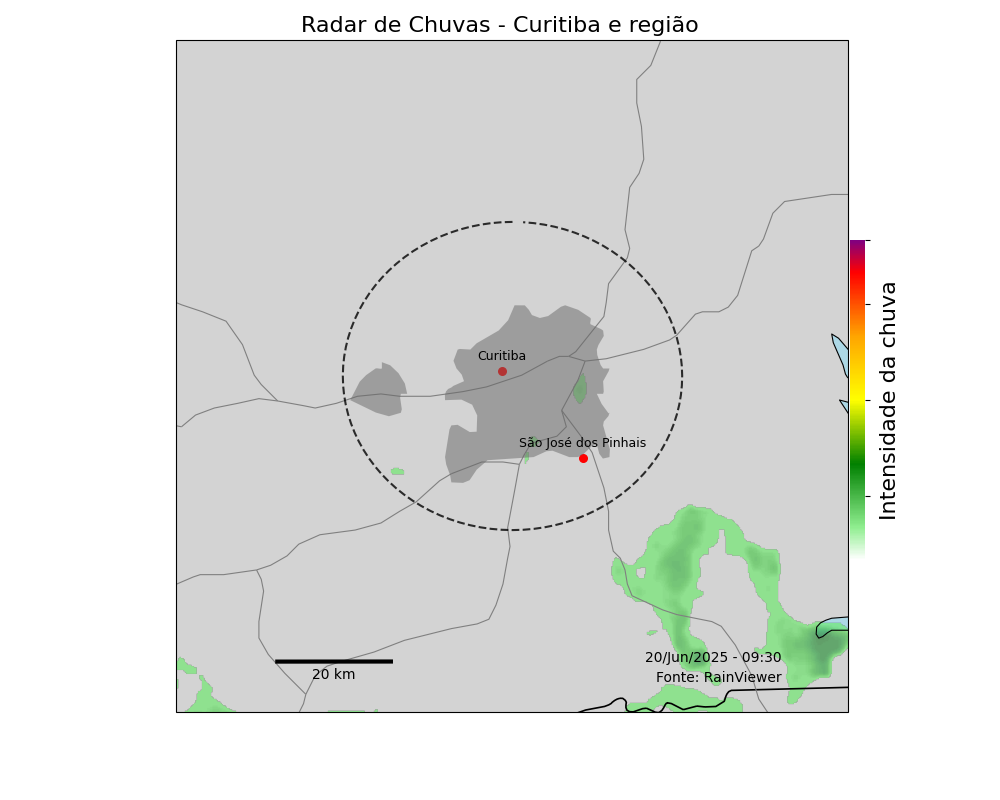 Radar de Chuvas - Curitiba e região
Curitiba
São José dos Pinhais
Intensidade da chuva
20/Jun/2025 - 09:30
Fonte: RainViewer
20 km